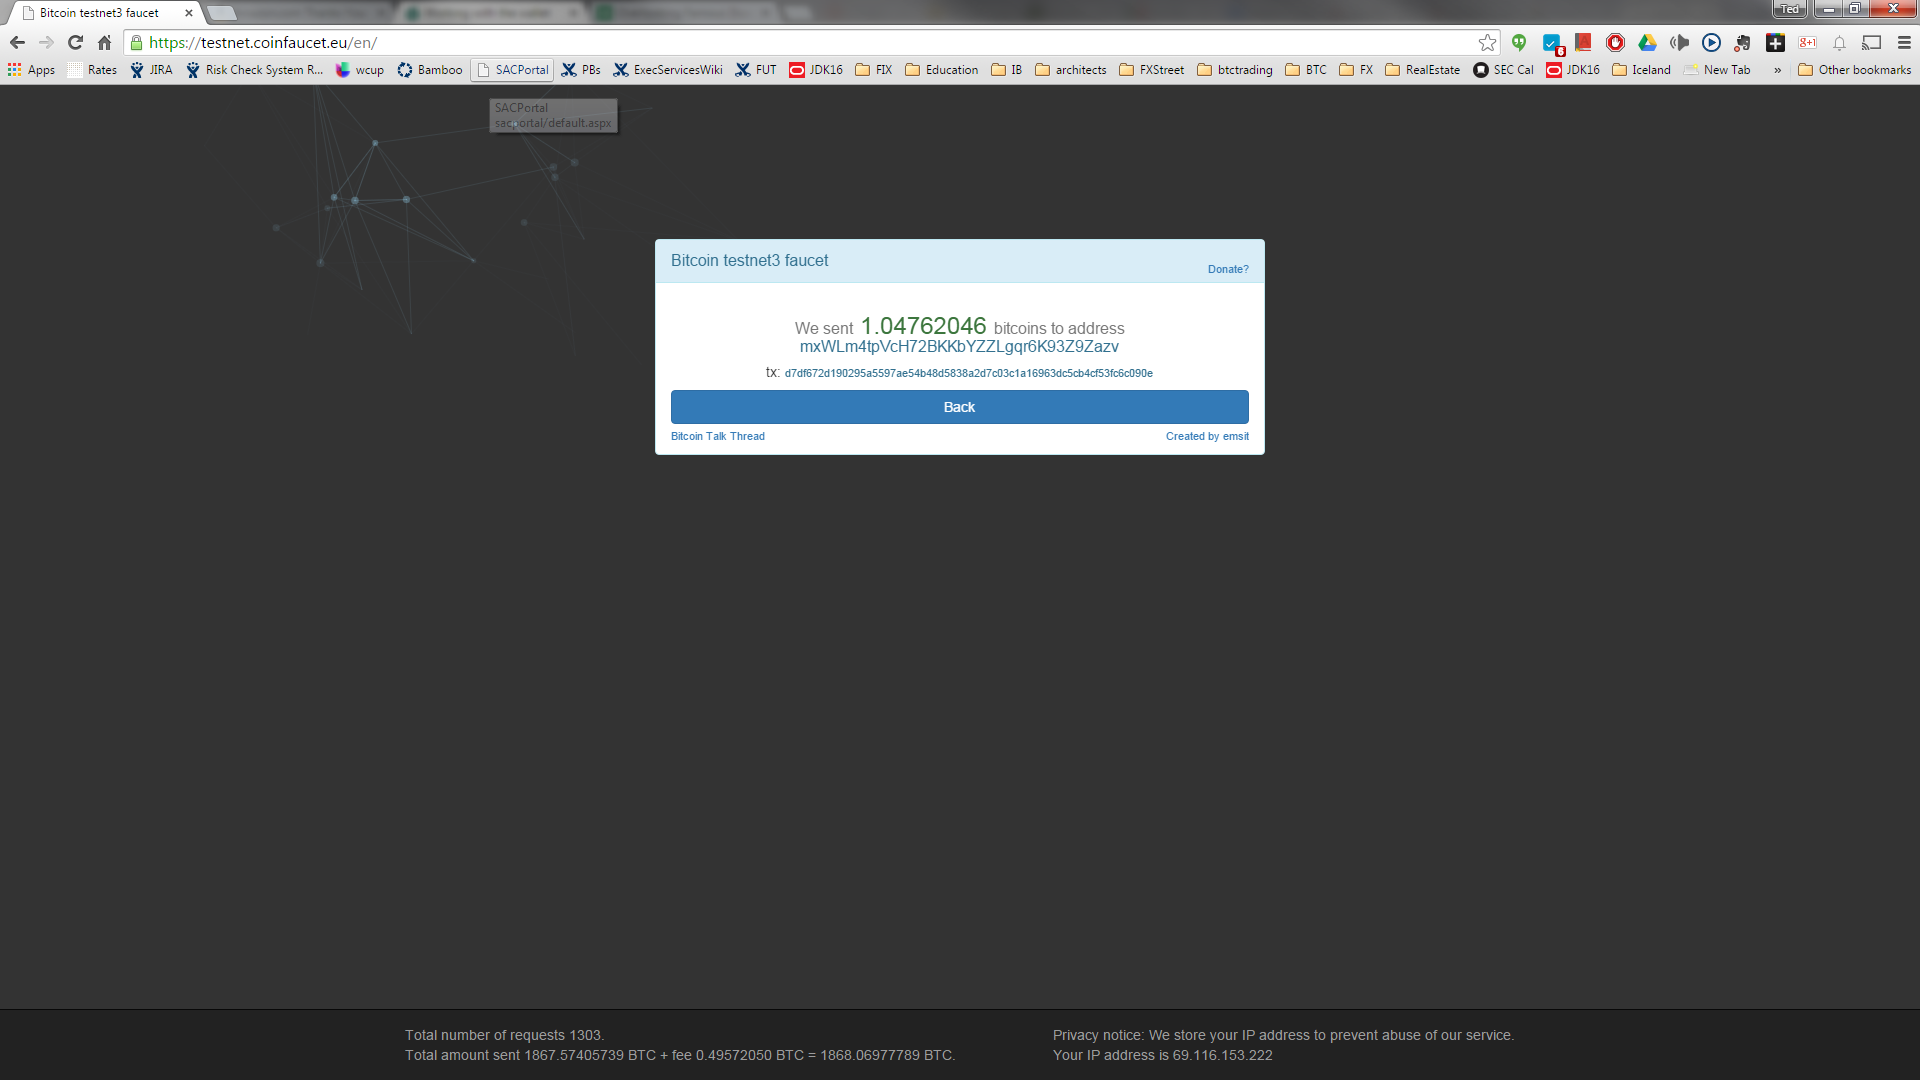 Bitcoin testnet3 faucet
Ted
https://testnet.coinfaucet.eu/en/
6
g+1
Apps Rates JIRA Risk Check System R... wcup Bamboo SACPortal PBs ExecServicesWiki FUT JDK16 FIX Education IB architects FXStreet btctrading BTC FX RealEstate SEC Cal JDK16 Iceland New Tab » Other bookmarks
SACPortal
sacportal/default.aspx
Bitcoin testnet3 faucet
Donate?
We sent 1.04762046 bitcoins to address
mxWLm4tpVcH72BKKbYZZLgqr6K93Z9Zazv
tx: d7df672d190295a5597ae54b48d5838a2d7c03c1a16963dc5cb4cf53fc6c090e
Back
Bitcoin Talk Thread Created by emsit
Total number of requests 1303.
Total amount sent 1867.57405739 BTC + fee 0.49572050 BTC = 1868.06977789 BTC.
Privacy notice: We store your IP address to prevent abuse of our service.
Your IP address is 69.116.153.222